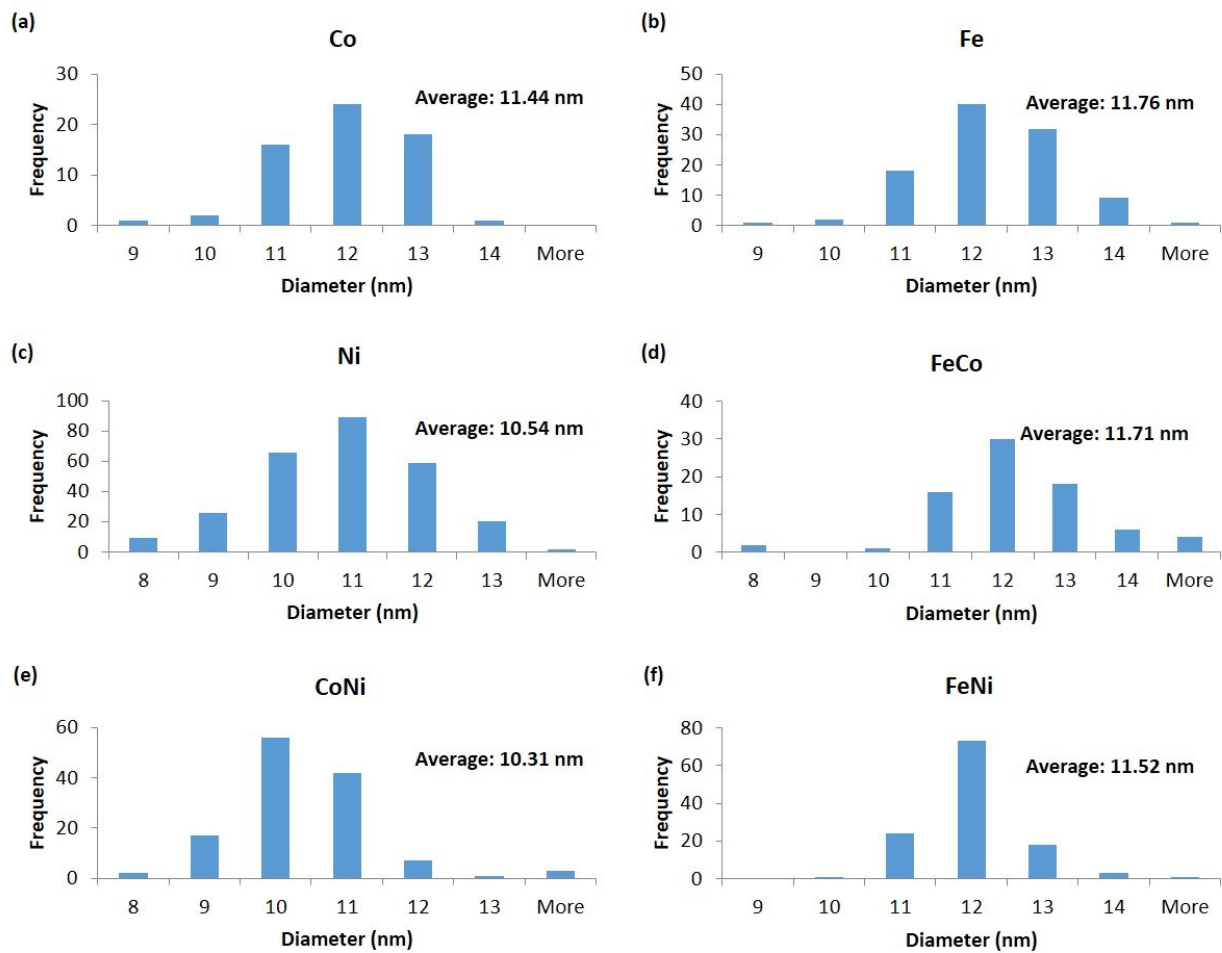 (a)
Co
30
20
10
0
Frequency
Average: 11.44 nm
9 10 11 12 13 14 More
Diameter (nm)
(b)
Fe
50
40
30
20
10
0
Frequency
Average: 11.76 nm
9 10 11 12 13 14 More
Diameter (nm)
(c)
Ni
100
80
60
40
20
0
Frequency
Average: 10.54 nm
8 9 10 11 12 13 More
Diameter (nm)
(d)
FeCo
40
30
20
10
0
Frequency
Average: 11.71 nm
8 9 10 11 12 13 14 More
Diameter (nm)
(e)
CoNi
60
40
20
0
Frequency
Average: 10.31 nm
8 9 10 11 12 13 More
Diameter (nm)
(f)
FeNi
80
60
40
20
0
Frequency
Average: 11.52 nm
9 10 11 12 13 14 More
Diameter (nm)